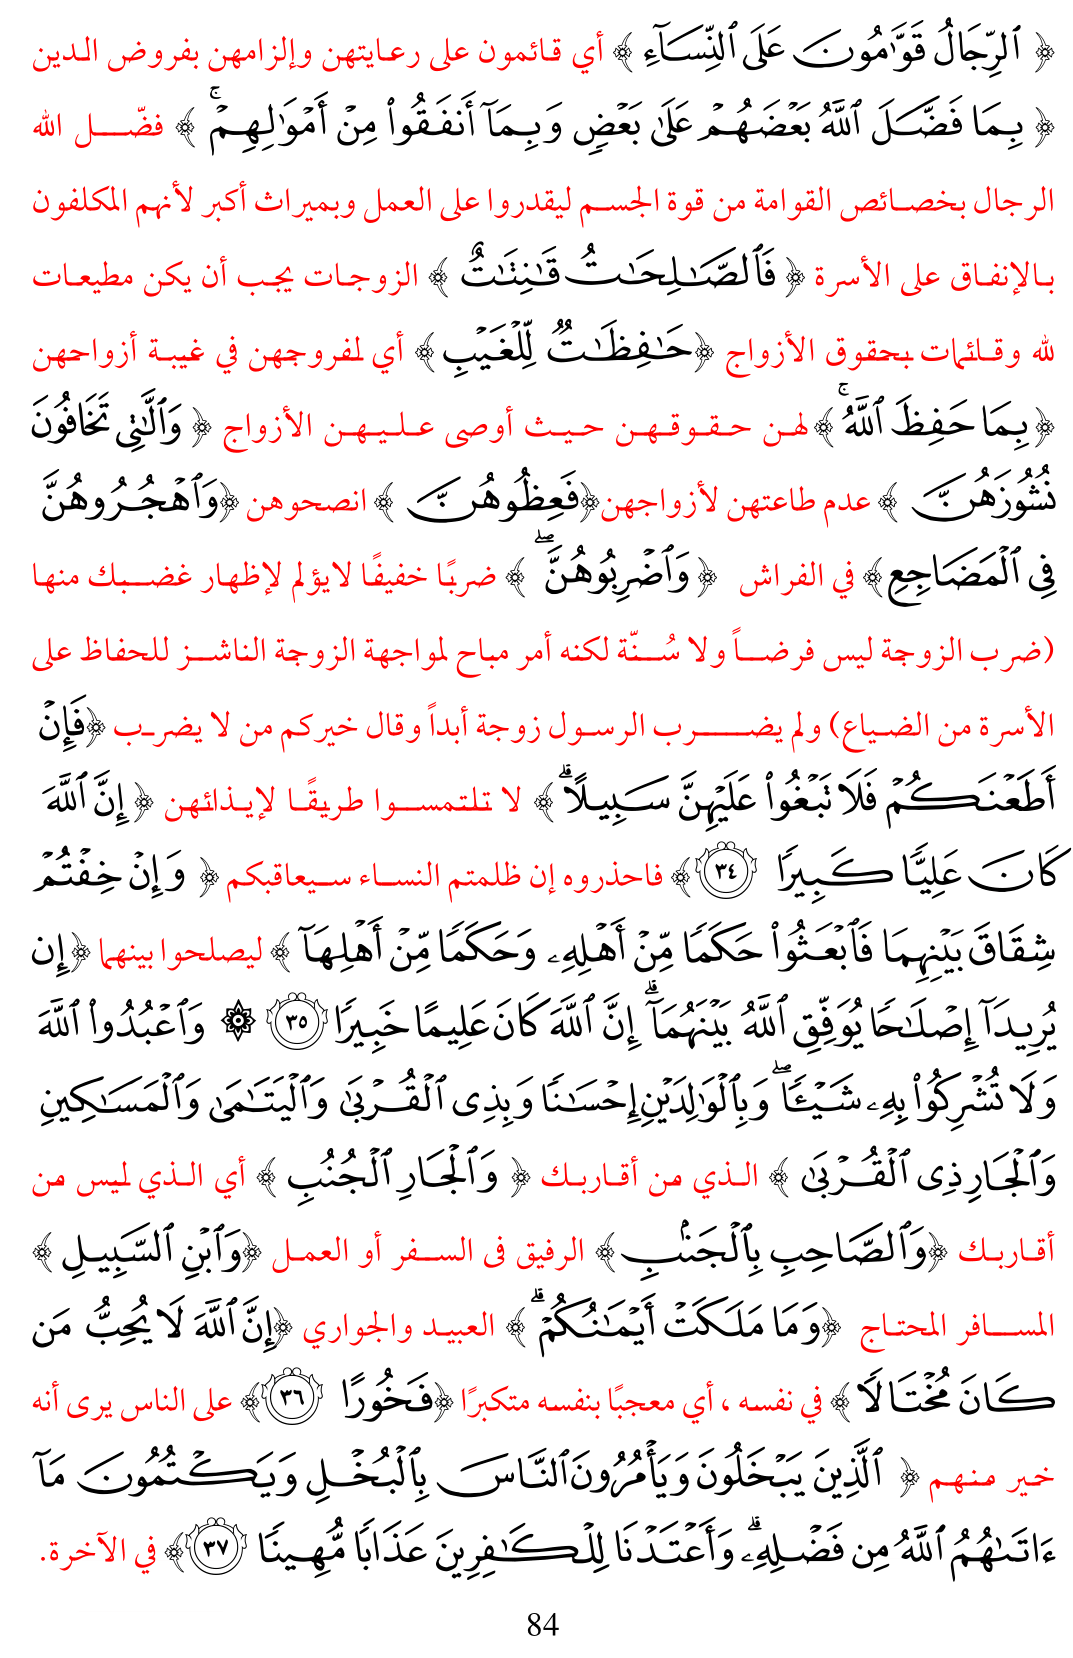 ﴿ ٱلرِّجَالُ قَوَّٰمُونَ عَلَى ٱلنِّسَآءِ ﴾ أي قائمون على رعايتهن وإلزامهن بفروض الدين
﴿ بِمَا فَضَّلَ ٱللَّهُ بَعۡضَهُمۡ عَلَىٰ بَعۡضٖ وَبِمَآ أَنفَقُواْ مِنۡ أَمۡوَٰلِهِمۡۚ ﴾ فضّل الله
الرجال بخصائص القوامة من قوة الجسم ليقدروا على العمل وبميراث أكبر لأنهم المكلفون
بالإنفاق على الأسرة ﴿ فَٱلصَّٰلِحَٰتُ قَٰنِتَٰتٌ ﴾ الزوجات يجب أن يكن مطيعات
لله وقائمات بحقوق الأزواج ﴿حَٰفِظَٰتٞ لِّلۡغَيۡبِ ﴾ أي لفروجهن في غيبة أزواجهن
﴿ بِمَا حَفِظَ ٱللَّهُۚ ﴾ لهن حقوقهن حيث أوصى عليهن الأزواج ﴿ وَٱلَّٰتِي تَخَافُونَ
نُشُوزَهُنَّ ﴾ عدم طاعتهن لأزواجهن ﴿فَعِظُوهُنَّ ﴾ انصحوهن ﴿وَٱهۡجُرُوهُنَّ
فِي ٱلۡمَضَاجِعِ﴾ في الفراش ﴿ وَٱضۡرِبُوهُنَّۖ ﴾ ضربًا خفيفًا لايؤلم لإظهار غضبك منها
(ضرب الزوجة ليس فرضاً ولا سُنّة لكنه أمر مباح لمواجهة الزوجة الناشز للحفاظ على
الأسرة من الضياع) ولم يضرب الرسول زوجة أبداً وقال خيركم من لا يضرب ﴿فَإِنۡ
أَطَعۡنَكُمۡ فَلَا تَبۡغُواْ عَلَيۡهِنَّ سَبِيلًاۗ ﴾ لا تلتمسوا طريقًا لإيذائهن ﴿ إِنَّ ٱللَّهَ
كَانَ عَلِيّٗا كَبِيرٗا ٣٤﴾ فاحذروه إن ظلمتم النساء سيعاقبكم ﴿ وَإِنۡ خِفۡتُمۡ
شِقَاقَ بَيۡنِهِمَا فَٱبۡعَثُواْ حَكَمٗا مِّنۡ أَهۡلِهِۦ وَحَكَمٗا مِّنۡ أَهۡلِهَآ ﴾ ليصلحوا بينهما ﴿إِن
يُرِيدَآ إِصۡلَٰحٗا يُوَفِّقِ ٱللَّهُ بَيۡنَهُمَآۗ إِنَّ ٱللَّهَ كَانَ عَلِيمًا خَبِيرٗا ٣٥ ۞ وَٱعۡبُدُواْ ٱللَّهَ
وَلَا تُشۡرِكُواْ بِهِۦ شَيۡـٔٗاۖ وَبِٱلۡوَٰلِدَيۡنِ إِحۡسَٰنٗا وَبِذِي ٱلۡقُرۡبَىٰ وَٱلۡيَتَٰمَىٰ وَٱلۡمَسَٰكِينِ
وَٱلۡجَارِ ذِي ٱلۡقُرۡبَىٰ ﴾ الذي من أقاربك ﴿ وَٱلۡجَارِ ٱلۡجُنُبِ ﴾ أي الذي ليس من
أقاربك ﴿وَٱلصَّاحِبِ بِٱلۡجَنۢبِ﴾ الرفيق فى السفر أو العمل ﴿وَٱبۡنِ ٱلسَّبِيلِ ﴾
المسافر المحتاج ﴿وَمَا مَلَكَتۡ أَيۡمَٰنُكُمۡۗ ﴾ العبيد والجواري ﴿إِنَّ ٱللَّهَ لَا يُحِبُّ مَن
كَانَ مُخۡتَالٗا ﴾ في نفسه ، أي معجبًا بنفسه متكبرًا ﴿فَخُورًا ٣٦﴾ على الناس يرى أنه
خير منهم ﴿ ٱلَّذِينَ يَبۡخَلُونَ وَيَأۡمُرُونَ ٱلنَّاسَ بِٱلۡبُخۡلِ وَيَكۡتُمُونَ مَآ
ءَاتَىٰهُمُ ٱللَّهُ مِن فَضۡلِهِۦۗ وَأَعۡتَدۡنَا لِلۡكَٰفِرِينَ عَذَابٗا مُّهِينٗا ٣٧﴾ في الآخرة.
84